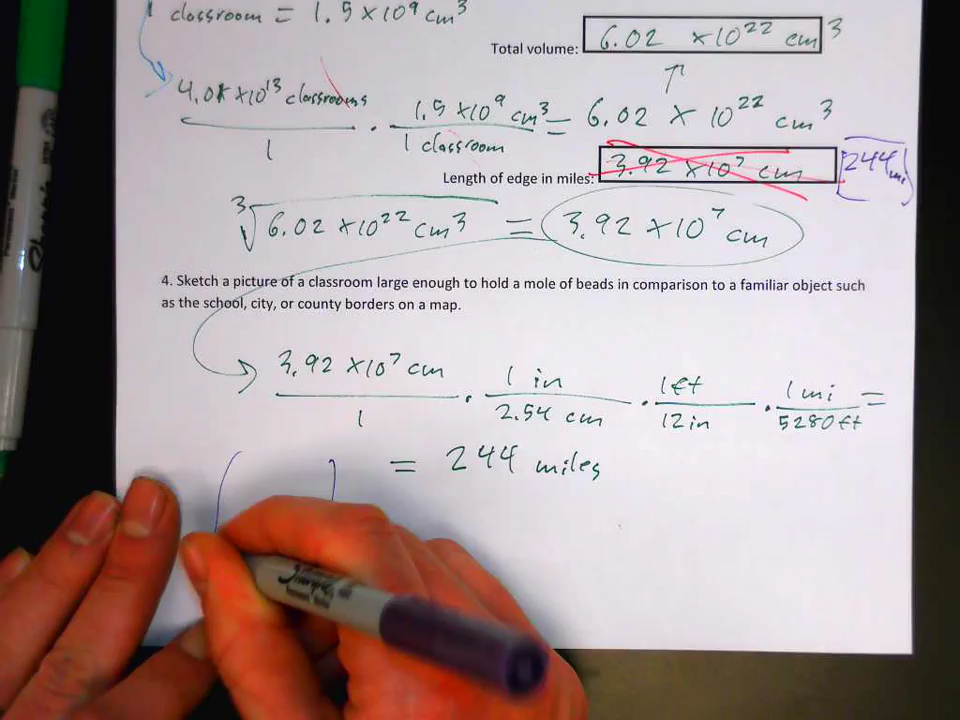 1 classroom = 1.5 × 10⁹ cm³
Total volume: 6.02 × 10²² cm³
4.01 × 10¹³ classrooms / 1 · 1.5 × 10⁹ cm³ / 1 classroom = 6.02 × 10²² cm³
Length of edge in miles: 3.92 × 10⁷ cm 244 mi
³√6.02 × 10²² cm³ = 3.92 × 10⁷ cm
4. Sketch a picture of a classroom large enough to hold a mole of beads in comparison to a familiar object such
as the school, city, or county borders on a map.
3.92 × 10⁷ cm / 1 · 1 in / 2.54 cm · 1 ft / 12 in · 1 mi / 5280 ft =
= 244 miles
Sharpie